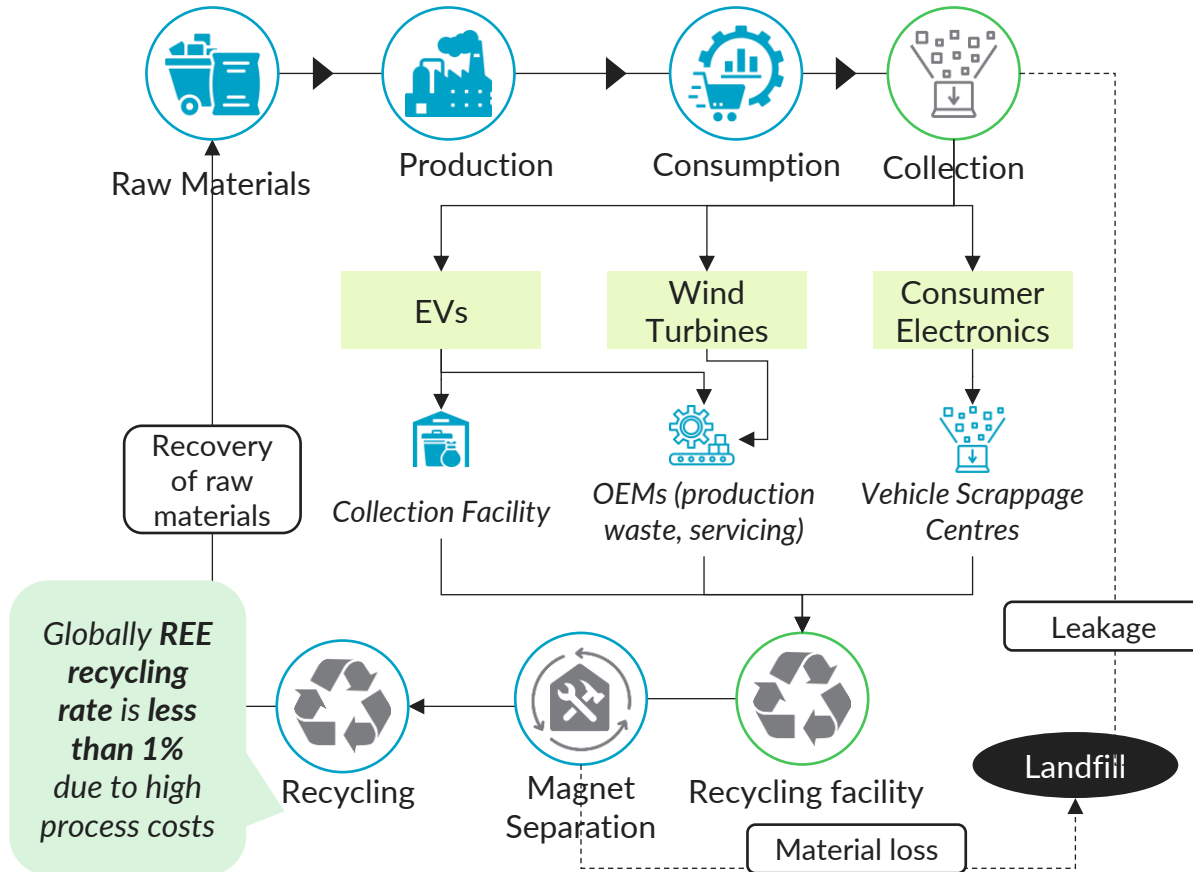 Raw Materials
Production
Consumption
Collection
EVs
Wind
Turbines
Consumer
Electronics
Recovery
of raw
materials
Collection Facility
OEMs (production
waste, servicing)
Vehicle Scrappage
Centres
Globally REE
recycling
rate is less
than 1%
due to high
process costs
Leakage
Recycling
Magnet
Separation
Recycling facility
Landfill
Material loss